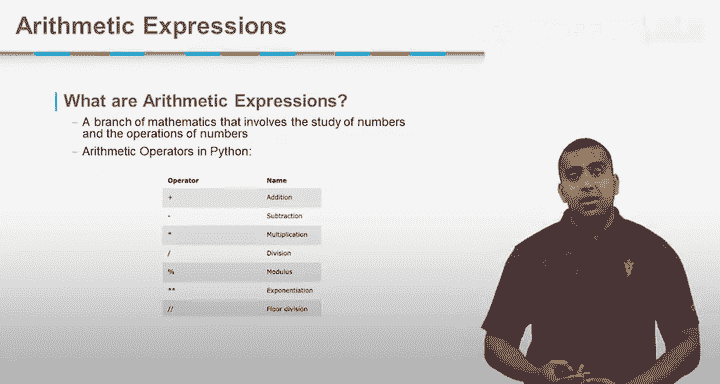 Arithmetic Expressions
What are Arithmetic Expressions?
– A branch of mathematics that involves the study of numbers
and the operations of numbers
– Arithmetic Operators in Python:
Operator Name
+ Addition
- Subtraction
* Multiplication
/ Division
% Modulus
** Exponentiation
// Floor division